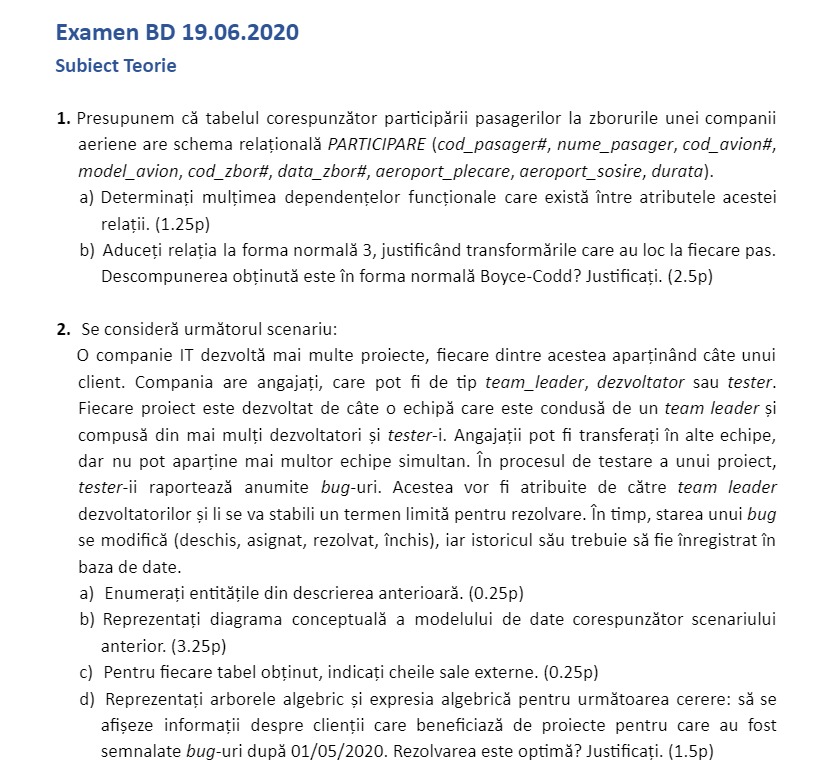 Examen BD 19.06.2020
Subiect Teorie
1. Presupunem că tabelul corespunzător participării pasagerilor la zborurile unei companii
aeriene are schema relațională PARTICIPARE (cod_pasager#, nume_pasager, cod_avion#,
model_avion, cod_zbor#, data_zbor#, aeroport_plecare, aeroport_sosire, durata).
a) Determinați mulțimea dependențelor funcționale care există între atributele acestei
relații. (1.25p)
b) Aduceți relația la forma normală 3, justificând transformările care au loc la fiecare pas.
Descompunerea obținută este în forma normală Boyce-Codd? Justificați. (2.5p)
2. Se consideră următorul scenariu:
O companie IT dezvoltă mai multe proiecte, fiecare dintre acestea aparținând câte unui
client. Compania are angajați, care pot fi de tip team_leader, dezvoltator sau tester.
Fiecare proiect este dezvoltat de câte o echipă care este condusă de un team leader și
compusă din mai mulți dezvoltatori și tester-i. Angajații pot fi transferați în alte echipe,
dar nu pot aparține mai multor echipe simultan. În procesul de testare a unui proiect,
tester-ii raportează anumite bug-uri. Acestea vor fi atribuite de către team leader
dezvoltatorilor și li se va stabili un termen limită pentru rezolvare. În timp, starea unui bug
se modifică (deschis, asignat, rezolvat, închis), iar istoricul său trebuie să fie înregistrat în
baza de date.
a) Enumerați entitățile din descrierea anterioară. (0.25p)
b) Reprezentați diagrama conceptuală a modelului de date corespunzător scenariului
anterior. (3.25p)
c) Pentru fiecare tabel obținut, indicați cheile sale externe. (0.25p)
d) Reprezentați arborele algebric și expresia algebrică pentru următoarea cerere: să se
afișeze informații despre clienții care beneficiază de proiecte pentru care au fost
semnalate bug-uri după 01/05/2020. Rezolvarea este optimă? Justificați. (1.5p)